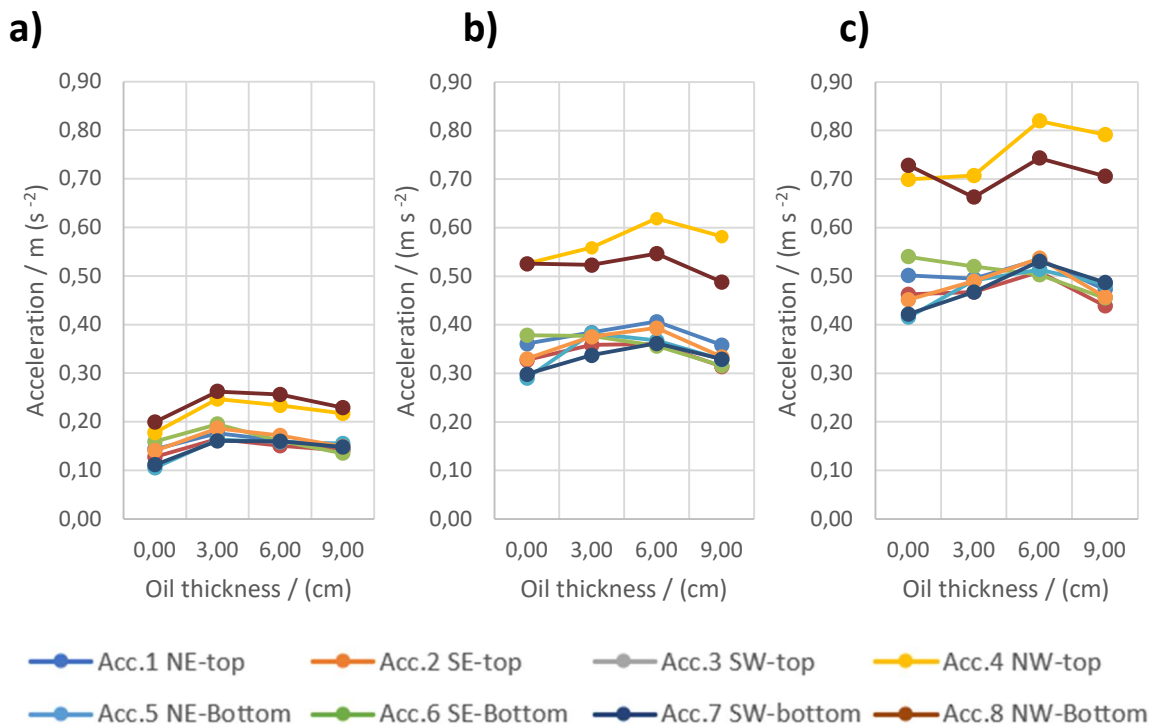 a)
0,90
0,80
0,70
0,60
0,50
0,40
0,30
0,20
0,10
0,00
Acceleration / m (s -2)
0,00 3,00 6,00 9,00
Oil thickness / (cm)
b)
0,90
0,80
0,70
0,60
0,50
0,40
0,30
0,20
0,10
0,00
Acceleration / (m s -2)
0,00 3,00 6,00 9,00
Oil thickness / (cm)
c)
0,90
0,80
0,70
0,60
0,50
0,40
0,30
0,20
0,10
0,00
Acceleration / (m s -2)
0,00 3,00 6,00 9,00
Oil thickness / (cm)
Acc.1 NE-top Acc.2 SE-top Acc.3 SW-top Acc.4 NW-top
Acc.5 NE-Bottom Acc.6 SE-Bottom Acc.7 SW-bottom Acc.8 NW-Bottom